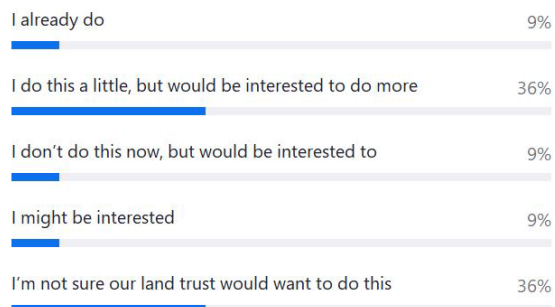 I already do 9%
I do this a little, but would be interested to do more 36%
I don’t do this now, but would be interested to 9%
I might be interested 9%
I’m not sure our land trust would want to do this 36%